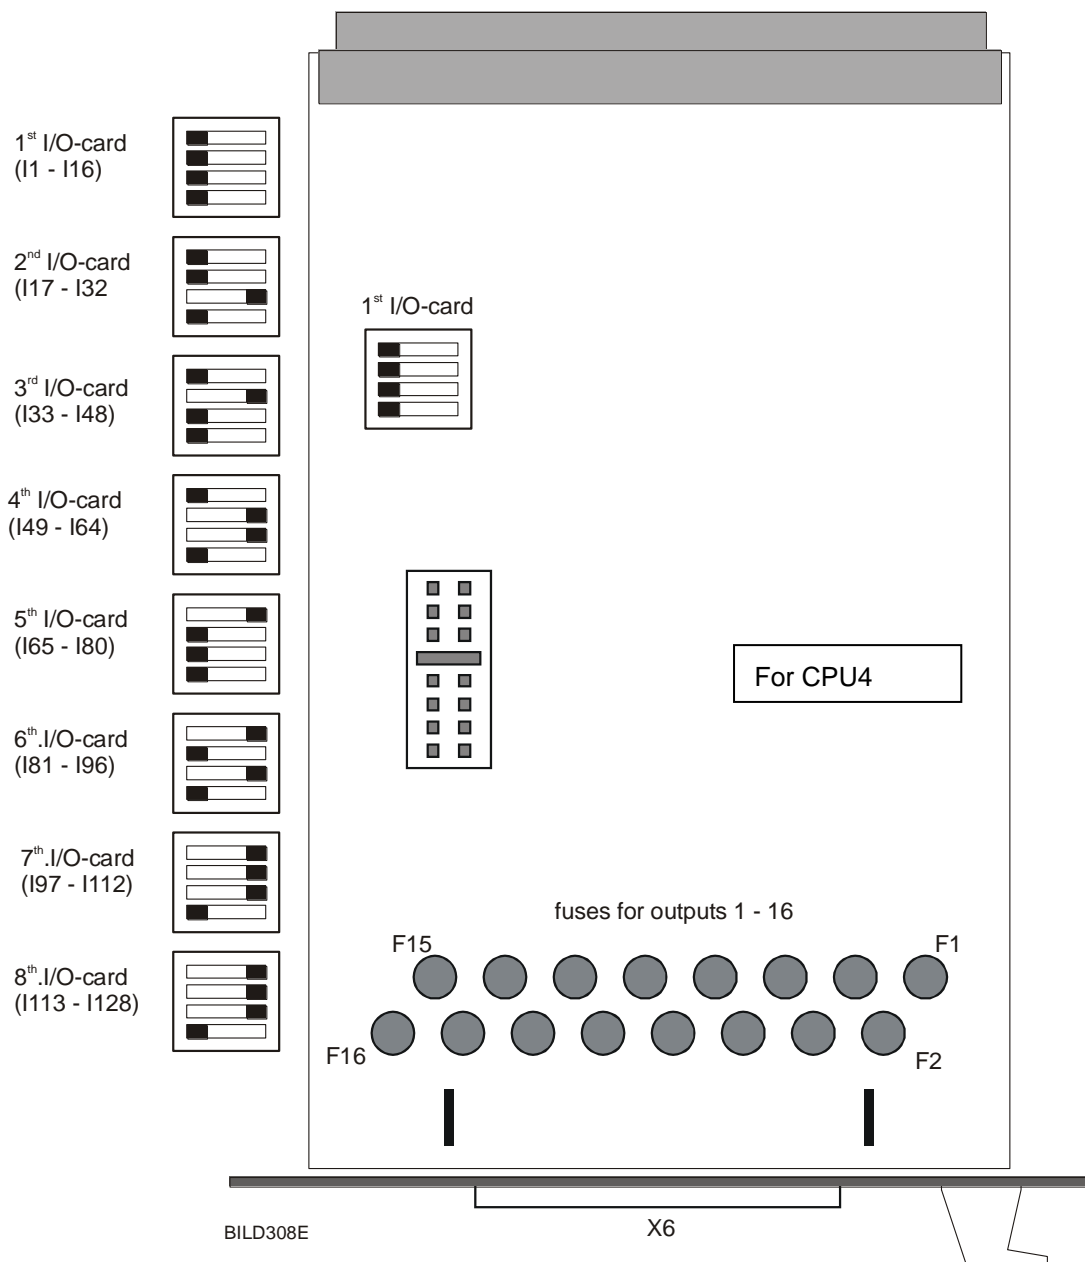 1st I/O-card
(I1 - I16)
2nd I/O-card
(I17 - I32
1st I/O-card
3rd I/O-card
(I33 - I48)
4th I/O-card
(I49 - I64)
5th I/O-card
(I65 - I80)
For CPU4
6th.I/O-card
(I81 - I96)
7th.I/O-card
(I97 - I112)
fuses for outputs 1 - 16
F15
F1
8th.I/O-card
(I113 - I128)
F16
F2
X6
BILD308E